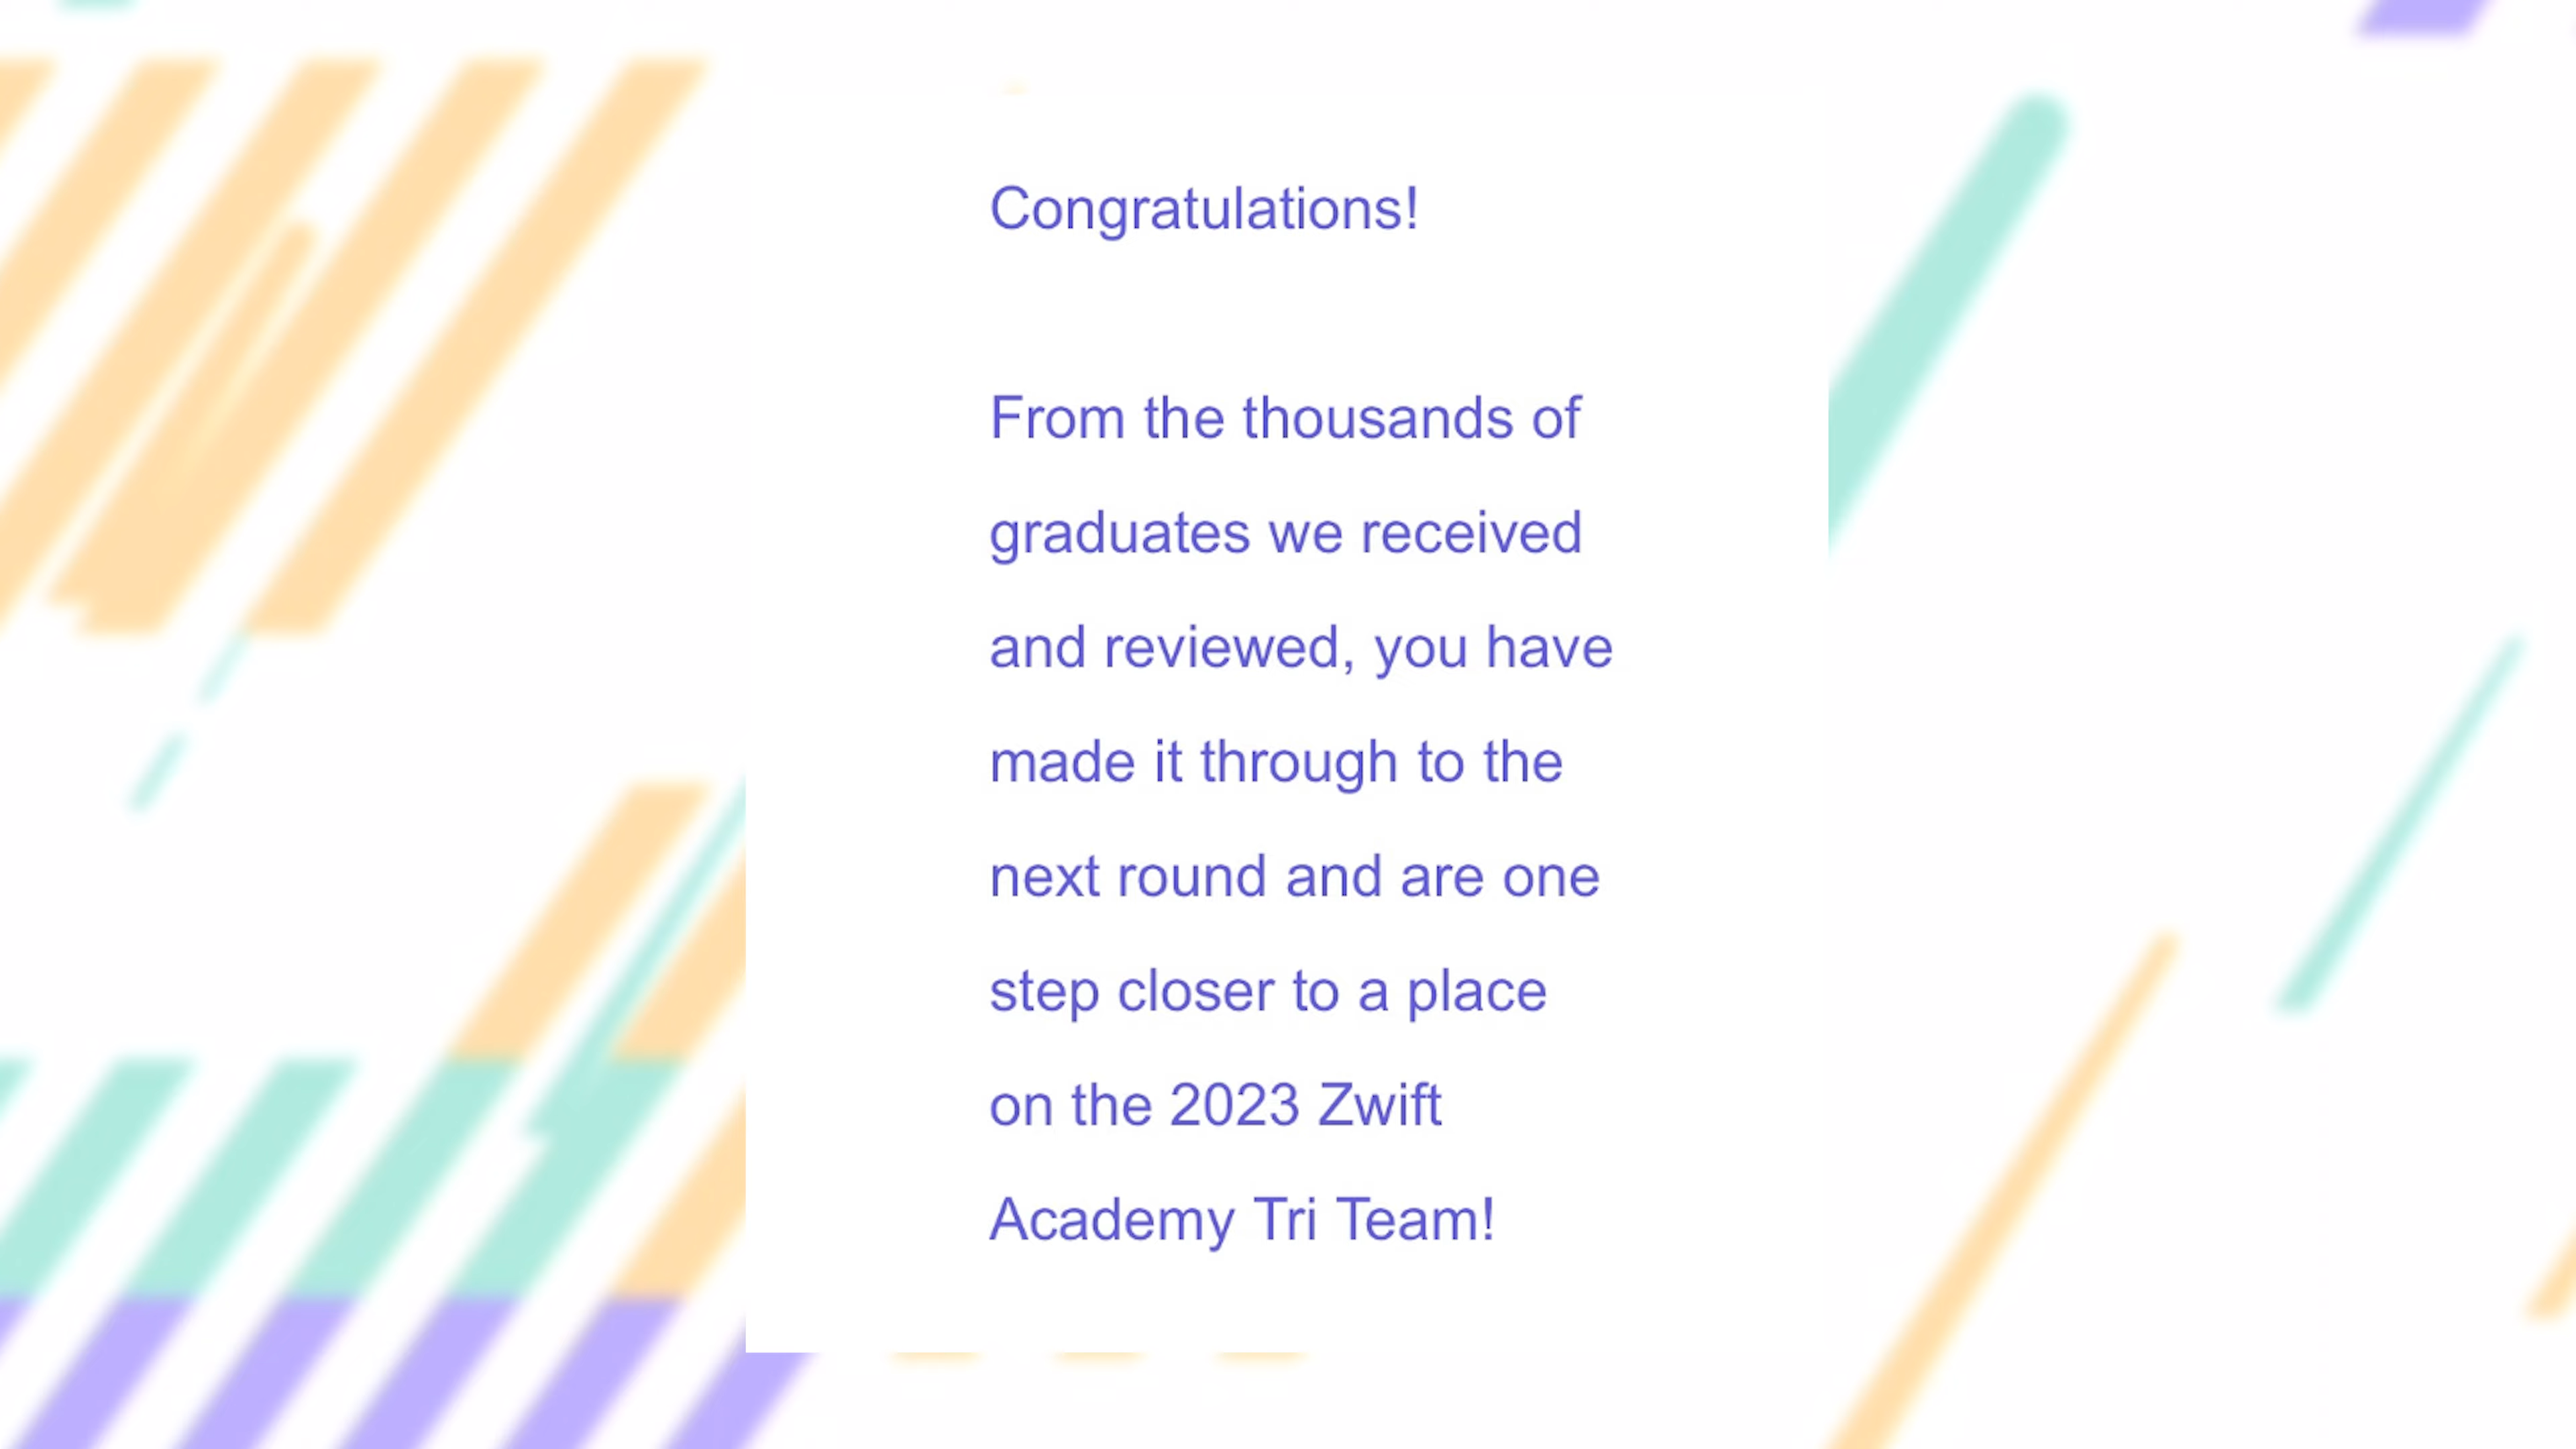 Congratulations!
From the thousands of
graduates we received
and reviewed, you have
made it through to the
next round and are one
step closer to a place
on the 2023 Zwift
Academy Tri Team!